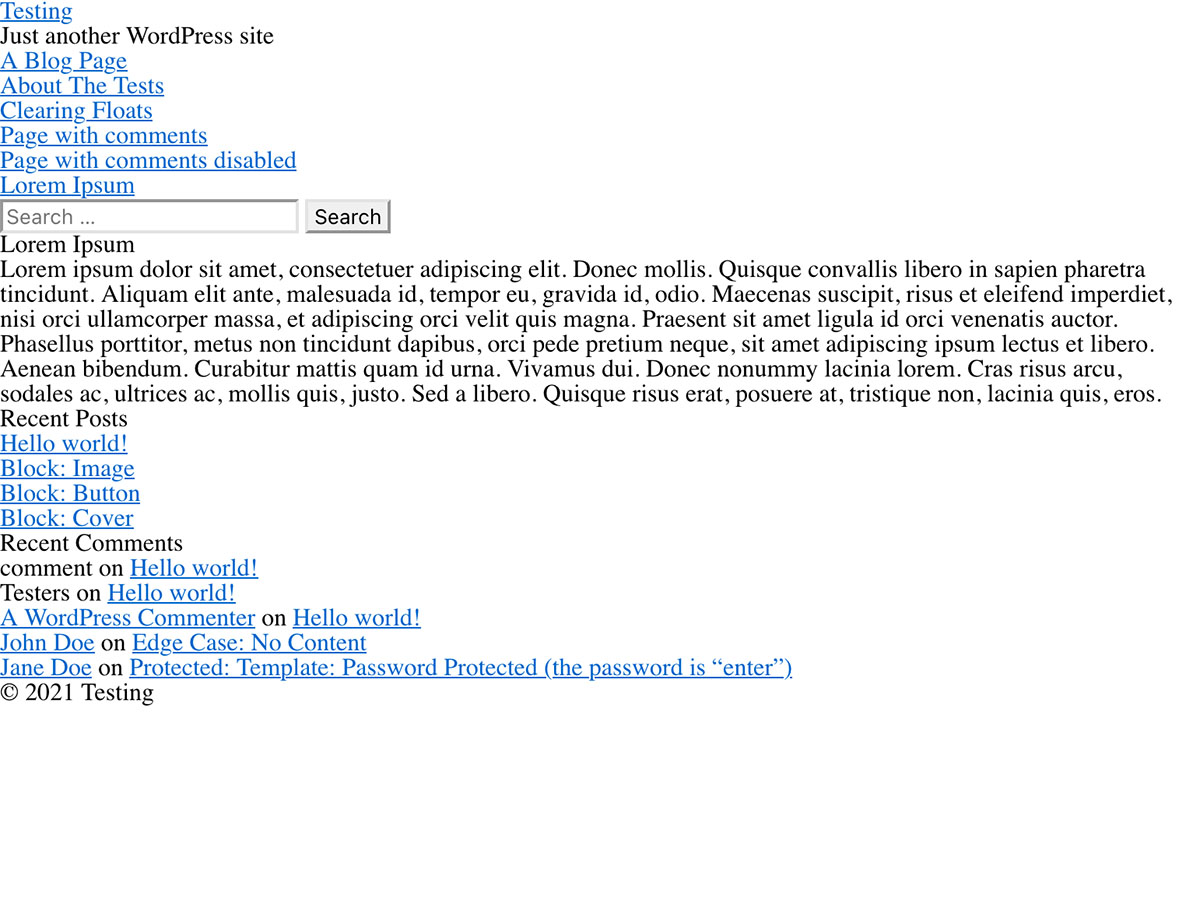 Testing
Just another WordPress site
A Blog Page
About The Tests
Clearing Floats
Page with comments
Page with comments disabled
Lorem Ipsum
Search ... Search
Lorem Ipsum
Lorem ipsum dolor sit amet, consectetuer adipiscing elit. Donec mollis. Quisque convallis libero in sapien pharetra
tincidunt. Aliquam elit ante, malesuada id, tempor eu, gravida id, odio. Maecenas suscipit, risus et eleifend imperdiet,
nisi orci ullamcorper massa, et adipiscing orci velit quis magna. Praesent sit amet ligula id orci venenatis auctor.
Phasellus porttitor, metus non tincidunt dapibus, orci pede pretium neque, sit amet adipiscing ipsum lectus et libero.
Aenean bibendum. Curabitur mattis quam id urna. Vivamus dui. Donec nonummy lacinia lorem. Cras risus arcu,
sodales ac, ultrices ac, mollis quis, justo. Sed a libero. Quisque risus erat, posuere at, tristique non, lacinia quis, eros.
Recent Posts
Hello world!
Block: Image
Block: Button
Block: Cover
Recent Comments
comment on Hello world!
Testers on Hello world!
A WordPress Commenter on Hello world!
John Doe on Edge Case: No Content
Jane Doe on Protected: Template: Password Protected (the password is “enter”)
© 2021 Testing